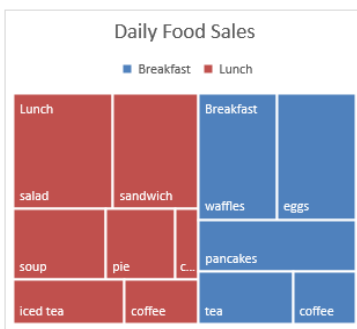 Daily Food Sales
Breakfast Lunch
Lunch
salad
sandwich
soup
pie
c...
iced tea
coffee
Breakfast
waffles
eggs
pancakes
tea
coffee